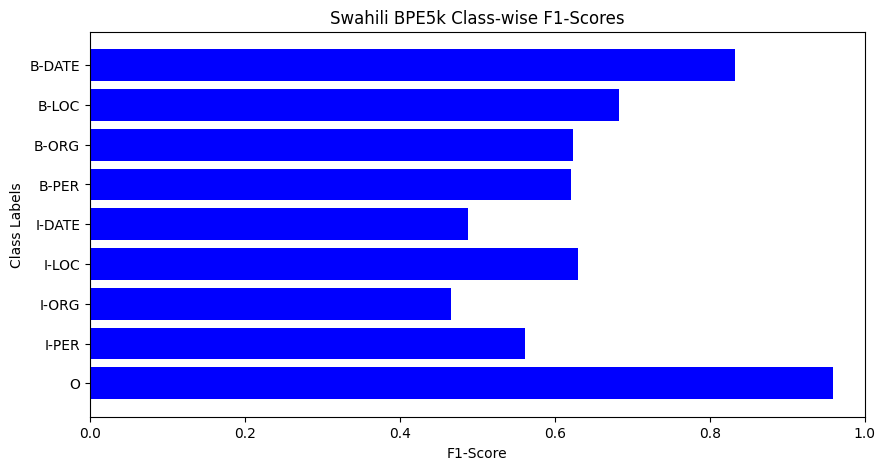 Swahili BPE5k Class-wise F1-Scores
B-DATE
B-LOC
B-ORG
B-PER
I-DATE
I-LOC
I-ORG
I-PER
O
Class Labels
0.0 0.2 0.4 0.6 0.8 1.0
F1-Score